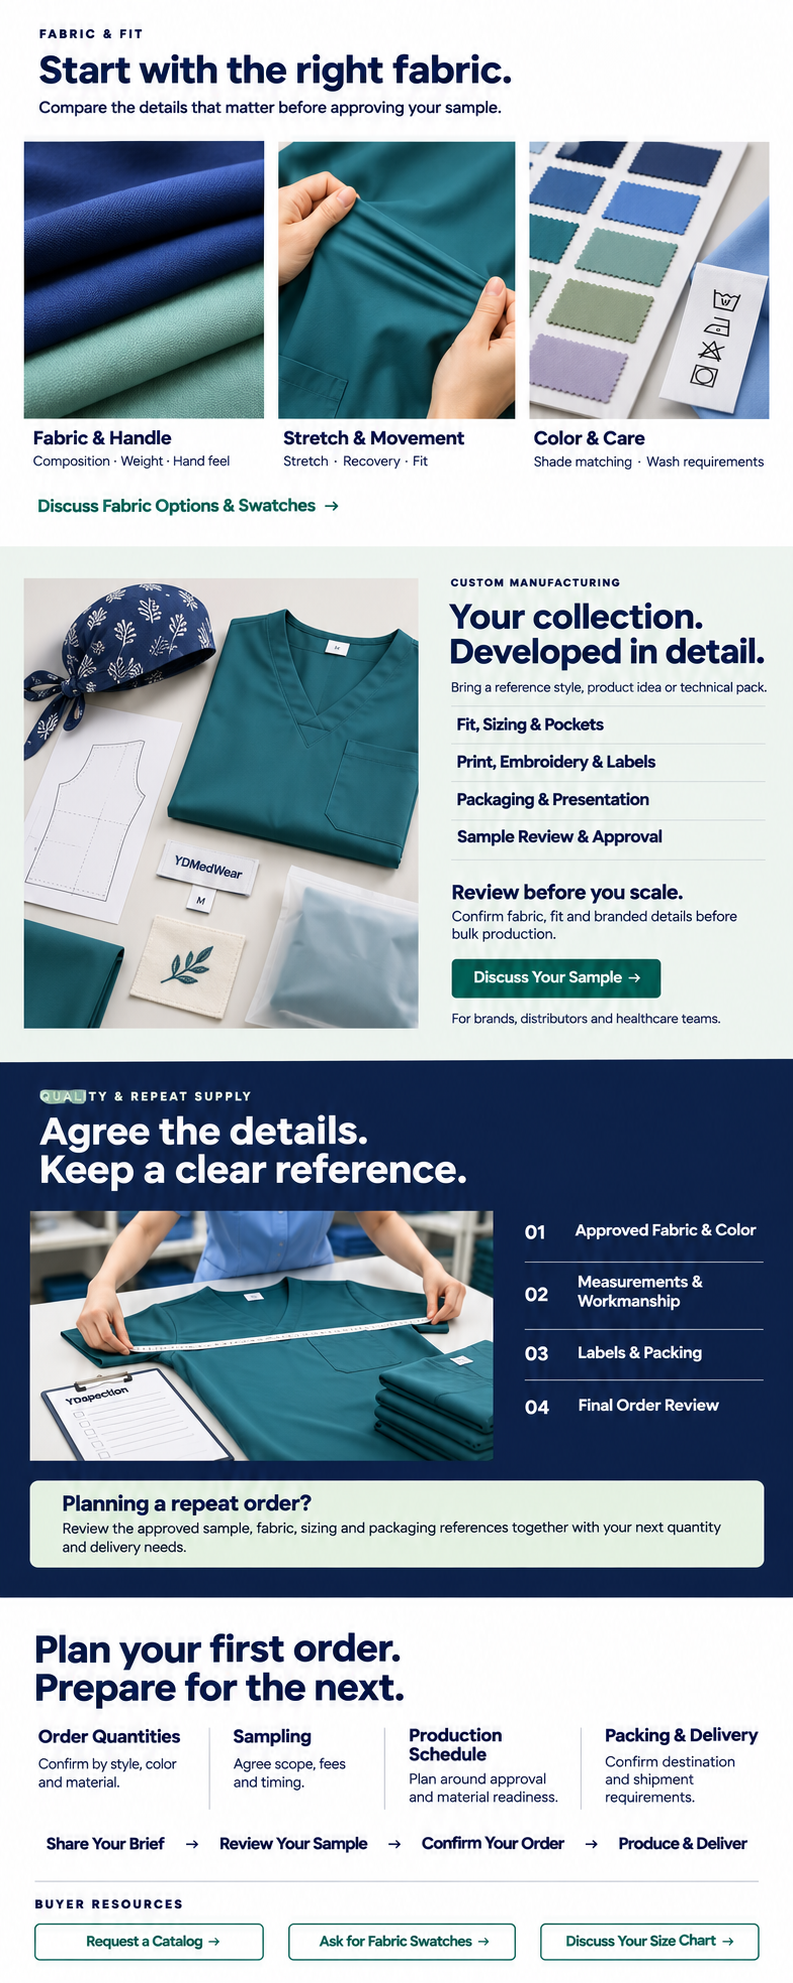 FABRIC & FIT
Start with the right fabric.
Compare the details that matter before approving your sample.
Fabric & Handle
Composition · Weight · Hand feel
Stretch & Movement
Stretch · Recovery · Fit
Color & Care
Shade matching · Wash requirements
Discuss Fabric Options & Swatches →
CUSTOM MANUFACTURING
Your collection.
Developed in detail.
Bring a reference style, product idea or technical pack.
Fit, Sizing & Pockets
Print, Embroidery & Labels
Packaging & Presentation
Sample Review & Approval
YDMedWear
M
Review before you scale.
Confirm fabric, fit and branded details before
bulk production.
Discuss Your Sample →
For brands, distributors and healthcare teams.
QUALITY & REPEAT SUPPLY
Agree the details.
Keep a clear reference.
YDspection
01 Approved Fabric & Color
02 Measurements &
Workmanship
03 Labels & Packing
04 Final Order Review
Planning a repeat order?
Review the approved sample, fabric, sizing and packaging references together with your next quantity
and delivery needs.
Plan your first order.
Prepare for the next.
Order Quantities
Confirm by style, color
and material.
Sampling
Agree scope, fees
and timing.
Production
Schedule
Plan around approval
and material readiness.
Packing & Delivery
Confirm destination
and shipment
requirements.
Share Your Brief → Review Your Sample → Confirm Your Order → Produce & Deliver
BUYER RESOURCES
Request a Catalog →
Ask for Fabric Swatches →
Discuss Your Size Chart →